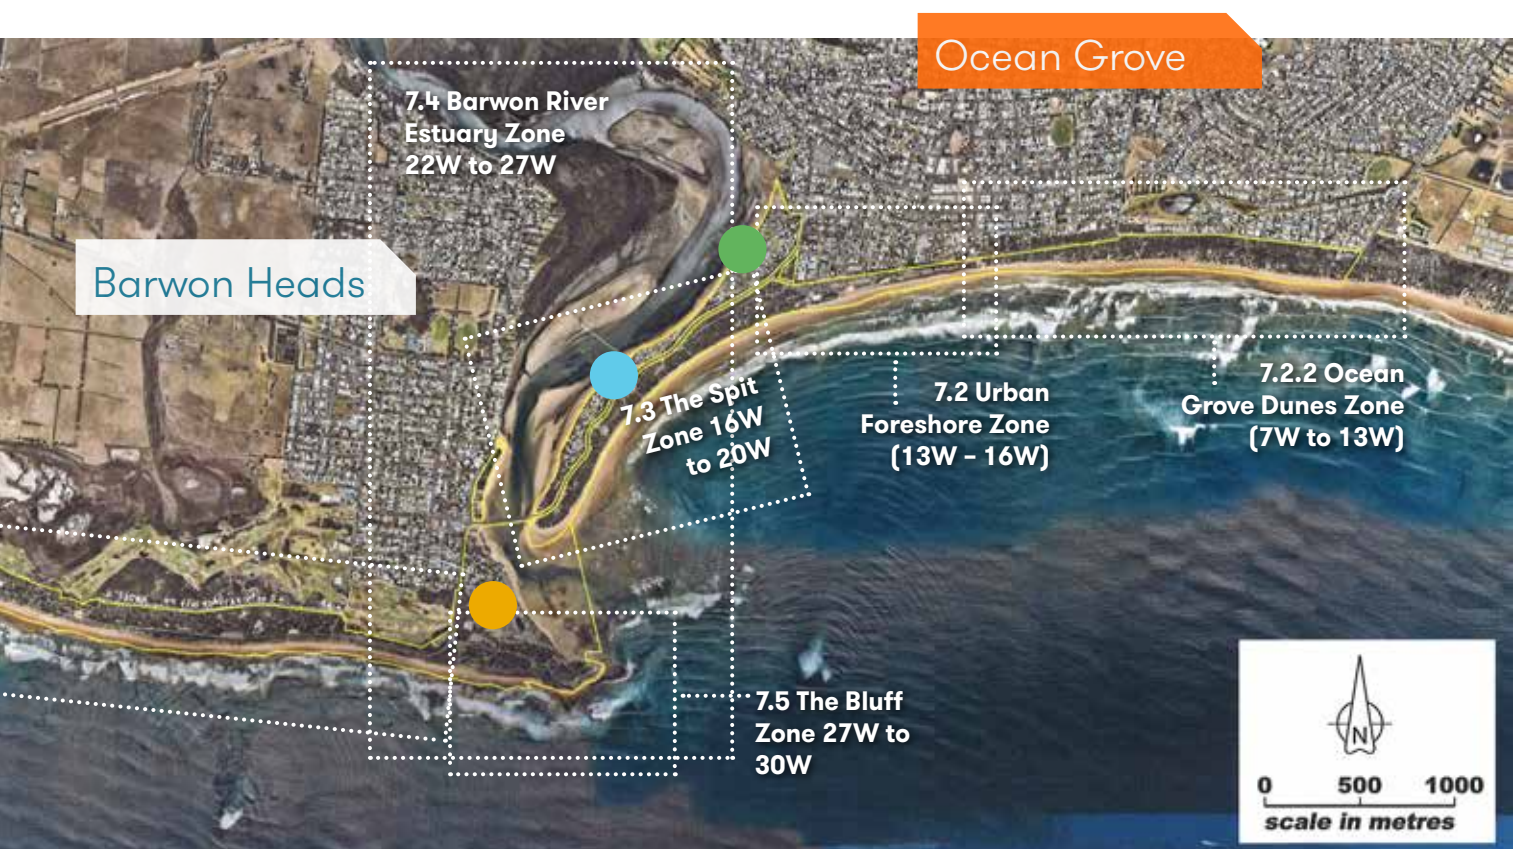 Ocean Grove
7.4 Barwon River
Estuary Zone
22W to 27W
Barwon Heads
7.3 The Spit
Zone 16W
to 20W
7.2 Urban
Foreshore Zone
(13W – 16W)
7.2.2 Ocean
Grove Dunes Zone
(7W to 13W)
7.5 The Bluff
Zone 27W to
30W
N
0 500 1000
scale in metres